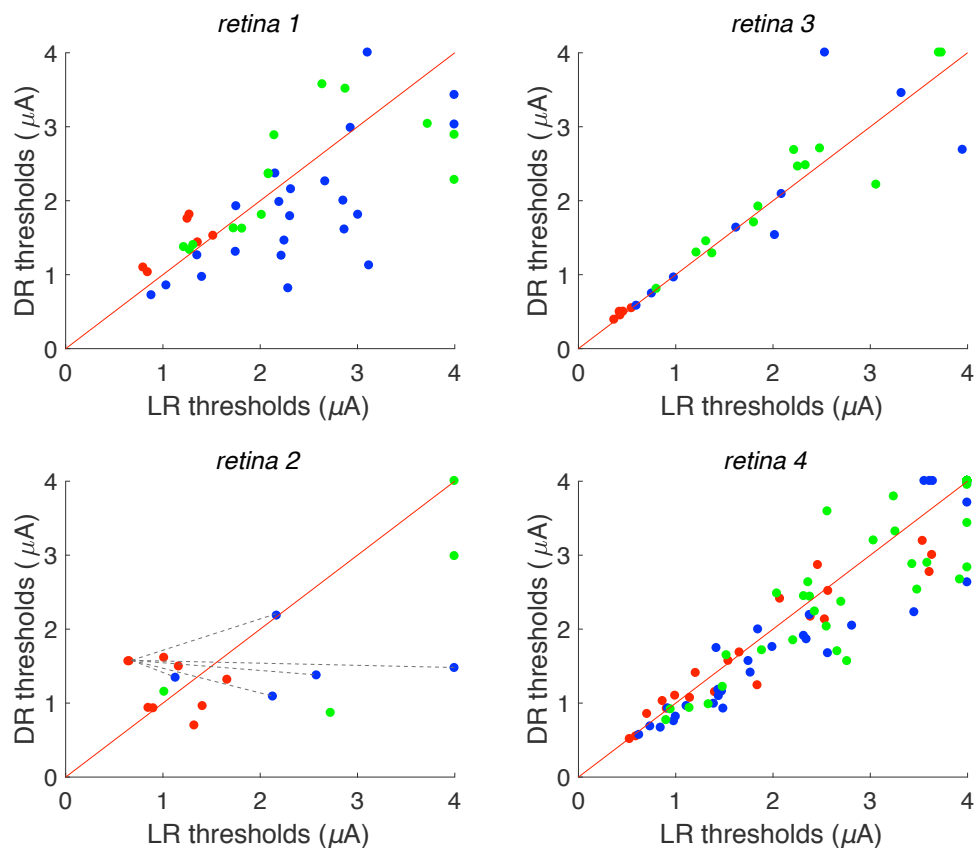 retina 1
4
3
2
1
0
DR thresholds ( μA)
0 1 2 3 4
LR thresholds (μA)
retina 3
4
3
2
1
0
DR thresholds ( μA)
0 1 2 3 4
LR thresholds (μA)
retina 2
4
3
2
1
0
DR thresholds ( μA)
0 1 2 3 4
LR thresholds (μA)
retina 4
4
3
2
1
0
DR thresholds ( μA)
0 1 2 3 4
LR thresholds (μA)